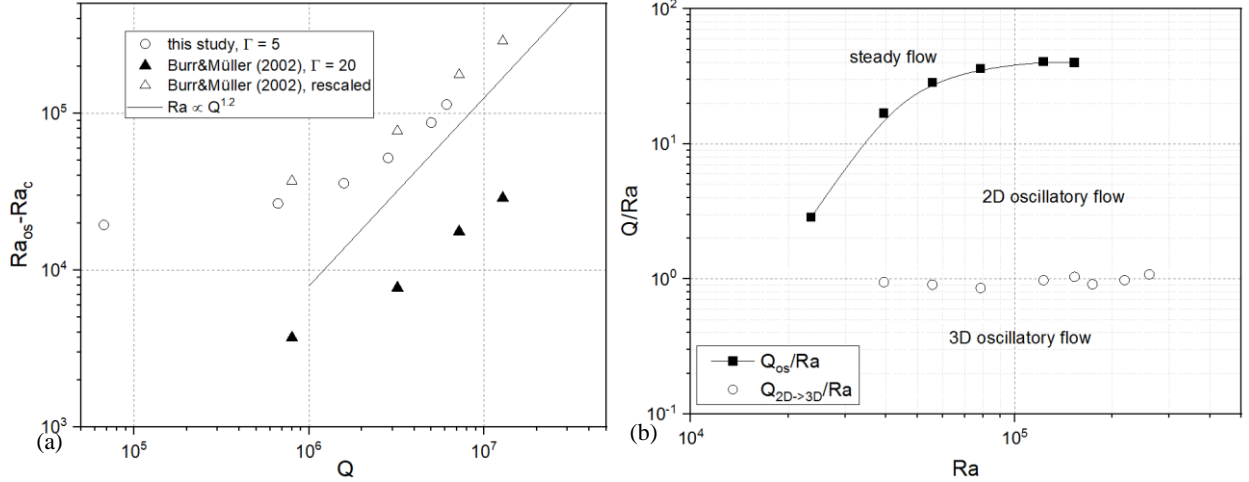 ○ this study, Γ = 5
▲ Burr&Müller (2002), Γ = 20
△ Burr&Müller (2002), rescaled
— Ra ∝ Q^1.2
Ra_os-Ra_c
10^5
10^4
10^3
10^5 10^6 10^7
(a)
Q
10^2
10^1
10^0
10^-1
Q/Ra
steady flow
2D oscillatory flow
3D oscillatory flow
■ Q_os/Ra
○ Q_2D->3D/Ra
(b)
10^4 10^5
Ra